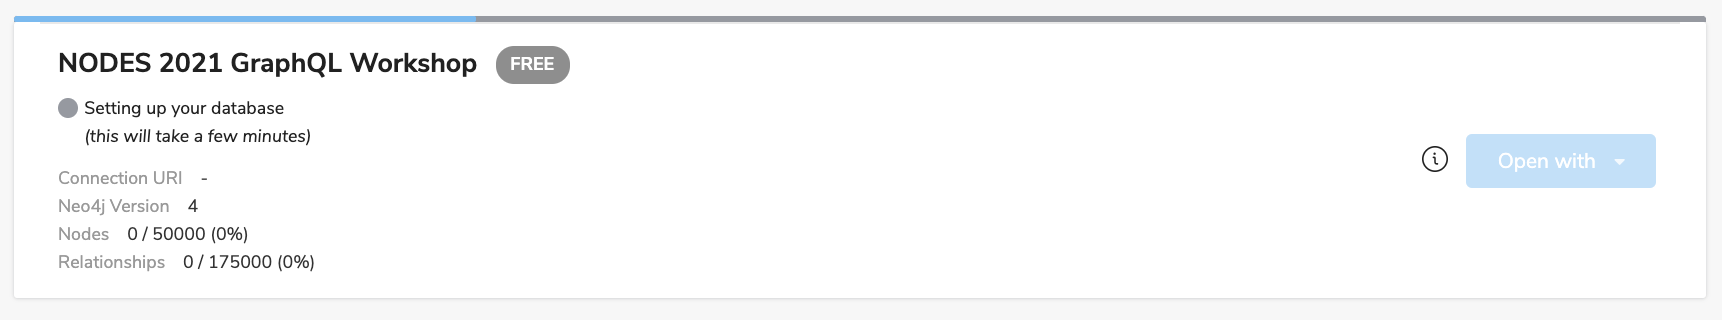 NODES 2021 GraphQL Workshop FREE
Setting up your database
(this will take a few minutes)
Connection URI -
Open with
Neo4j Version 4
Nodes 0 / 50000 (0%)
Relationships 0 / 175000 (0%)